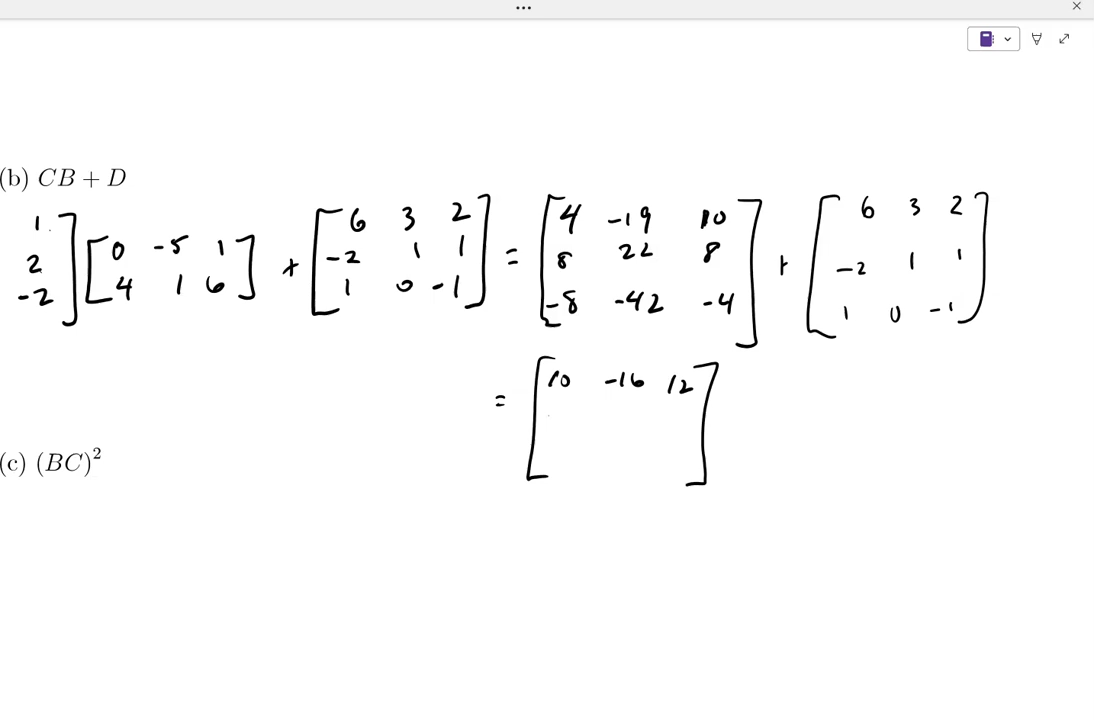 (b) CB + D
1
2
-2] [0 -5 1
4 1 6] + [6 3 2
-2 1 1
1 0 -1] = [4 -19 10
8 22 8
-8 -42 -4] + [6 3 2
-2 1 1
1 0 -1]
= [10 -16 12]
(c) (BC)²